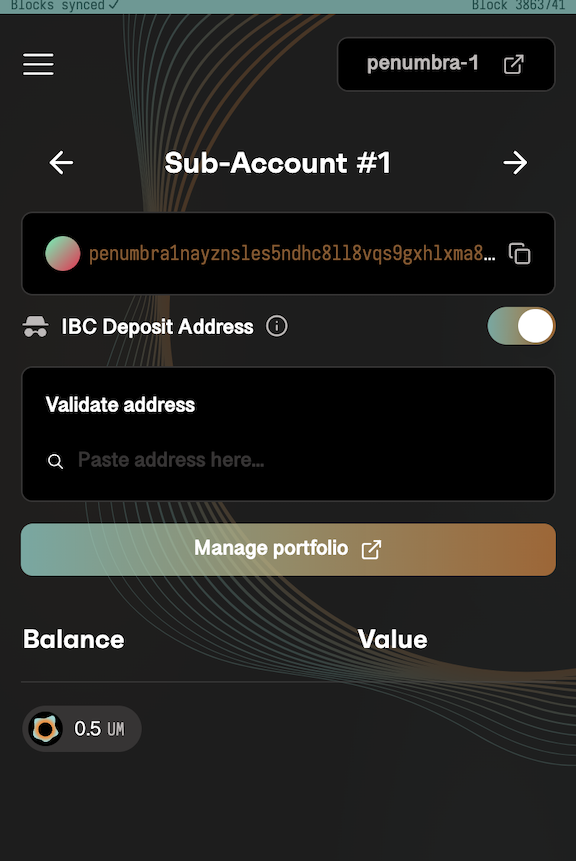 Blocks synced ✓
Block 3863741
penumbra-1
Sub-Account #1
penumbra1nayznsles5ndhc8ll8vqs9gxhlxma8…
IBC Deposit Address
Validate address
Paste address here...
Manage portfolio
Balance Value
0.5 UM